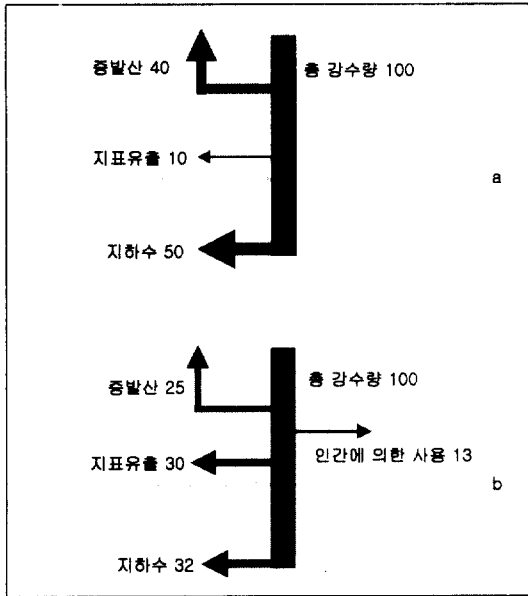 증발산 40
총 강수량 100
지표유출 10
a
지하수 50
증발산 25
총 강수량 100
인간에 의한 사용 13
지표유출 30
b
지하수 32